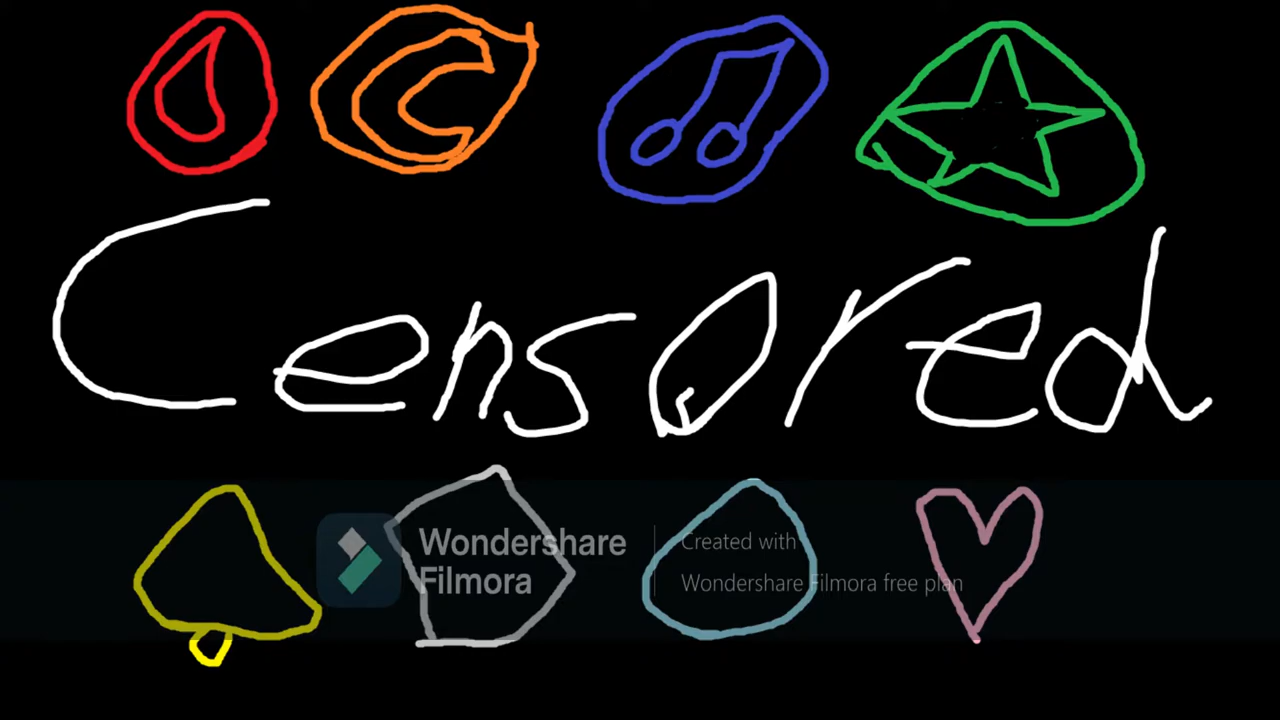 Censored
Wondershare
Filmora
Created with
Wondershare Filmora free plan